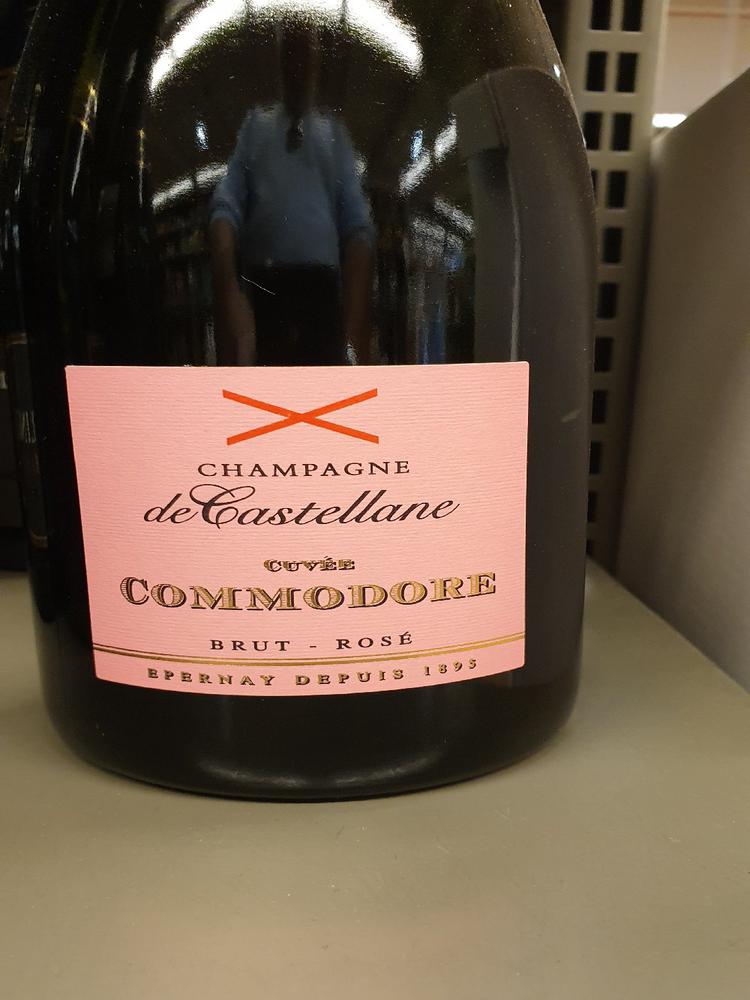 CHAMPAGNE
de Castellane
CUVÉE
COMMODORE
BRUT - ROSÉ
EPERNAY DEPUIS 1895